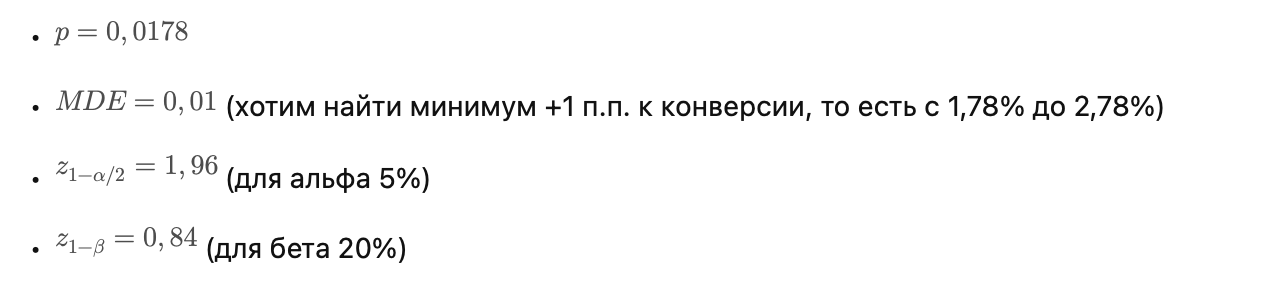 • p = 0,0178
• MDE = 0,01 (хотим найти минимум +1 п.п. к конверсии, то есть с 1,78% до 2,78%)
• z₁₋α/₂ = 1,96 (для альфа 5%)
• z₁₋β = 0,84 (для бета 20%)